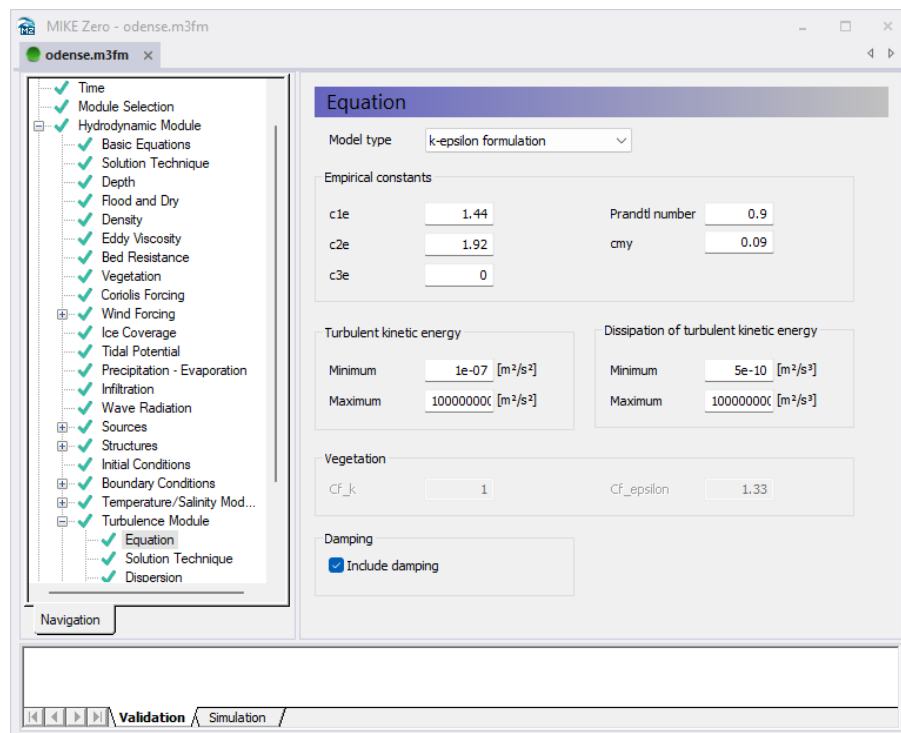 MIKE Zero - odense.m3fm
odense.m3fm
Time
Module Selection
Hydrodynamic Module
Basic Equations
Solution Technique
Depth
Flood and Dry
Density
Eddy Viscosity
Bed Resistance
Vegetation
Coriolis Forcing
Wind Forcing
Ice Coverage
Tidal Potential
Precipitation - Evaporation
Infiltration
Wave Radiation
Sources
Structures
Initial Conditions
Boundary Conditions
Temperature/Salinity Mod...
Turbulence Module
Equation
Solution Technique
Dispersion
Navigation
Equation
Model type k-epsilon formulation
Empirical constants
c1e 1.44 Prandtl number 0.9
c2e 1.92 cmy 0.09
c3e 0
Turbulent kinetic energy
Minimum 1e-07 [m²/s²]
Maximum 100000000 [m²/s²]
Dissipation of turbulent kinetic energy
Minimum 5e-10 [m²/s³]
Maximum 100000000 [m²/s³]
Vegetation
Cf_k 1 Cf_epsilon 1.33
Damping
Include damping
Validation Simulation